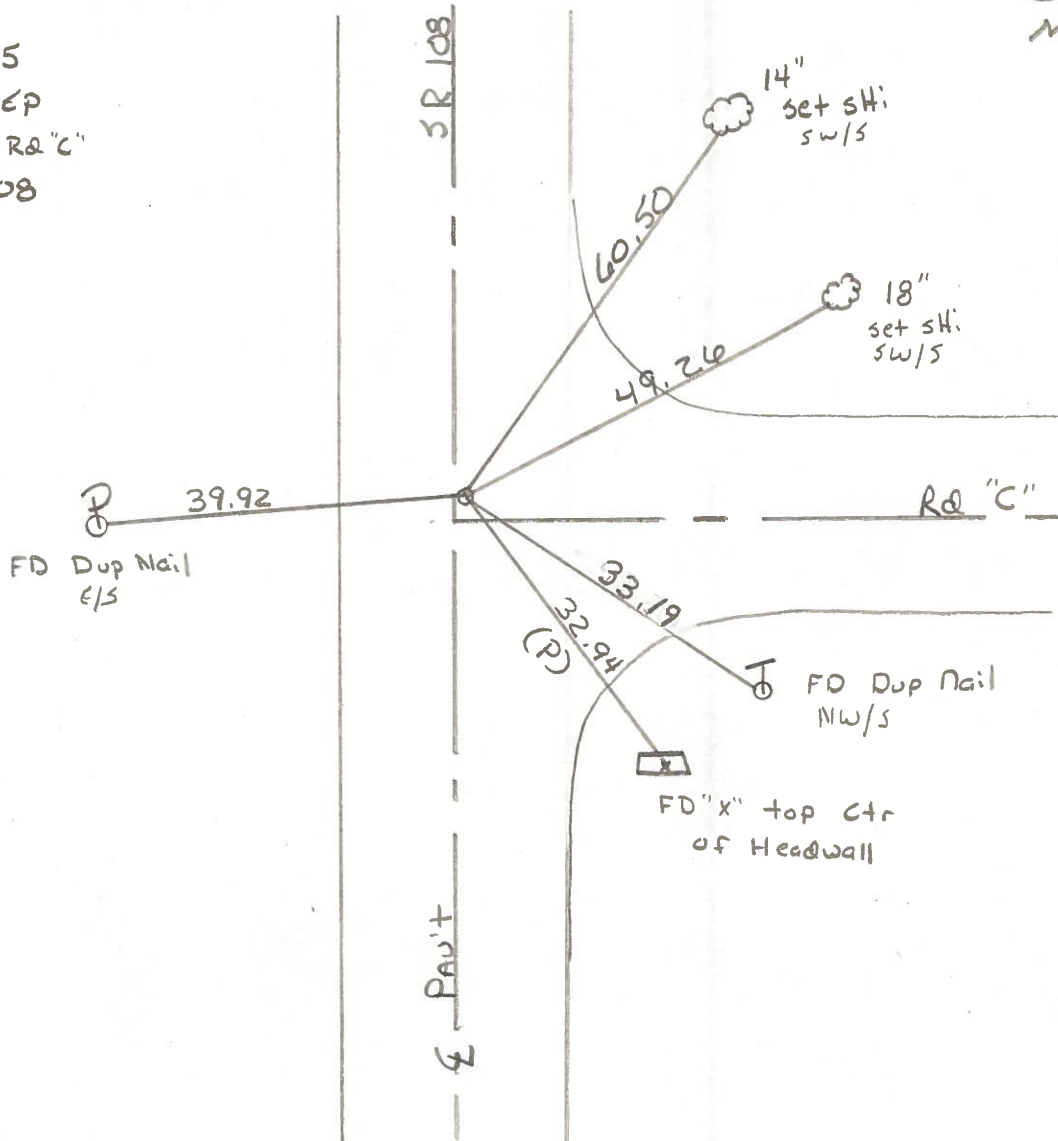 5
EP
Rd "C"
08
SR 108
14"
set sHi
SW/S
60.50
18"
set sHi
SW/S
49.26
39.92
P
FD Dup Nail
E/S
Rd "C"
33.19
32.94
(P)
T
FD Dup Nail
NW/S
x
FD "X" top Ctr
of Headwall
℄ Pav't